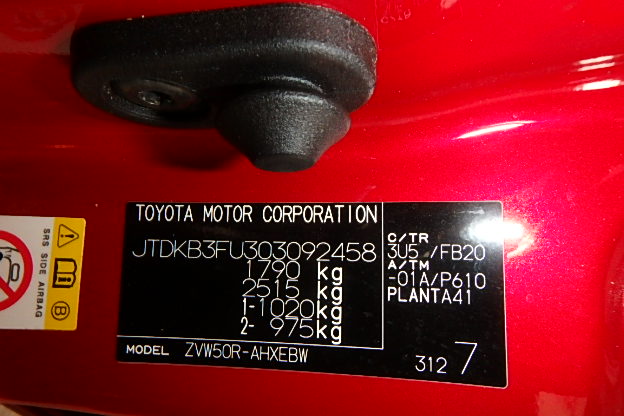 TOYOTA MOTOR CORPORATION
JTDKB3FU303092458
1790 kg
2515 kg
1-1020kg
2- 975kg
MODEL ZVW50R-AHXEBW
C/TR
3U5 /FB20
A/TM
-01A/P610
PLANTA41
312 7
SRS SIDE AIRBAG
B